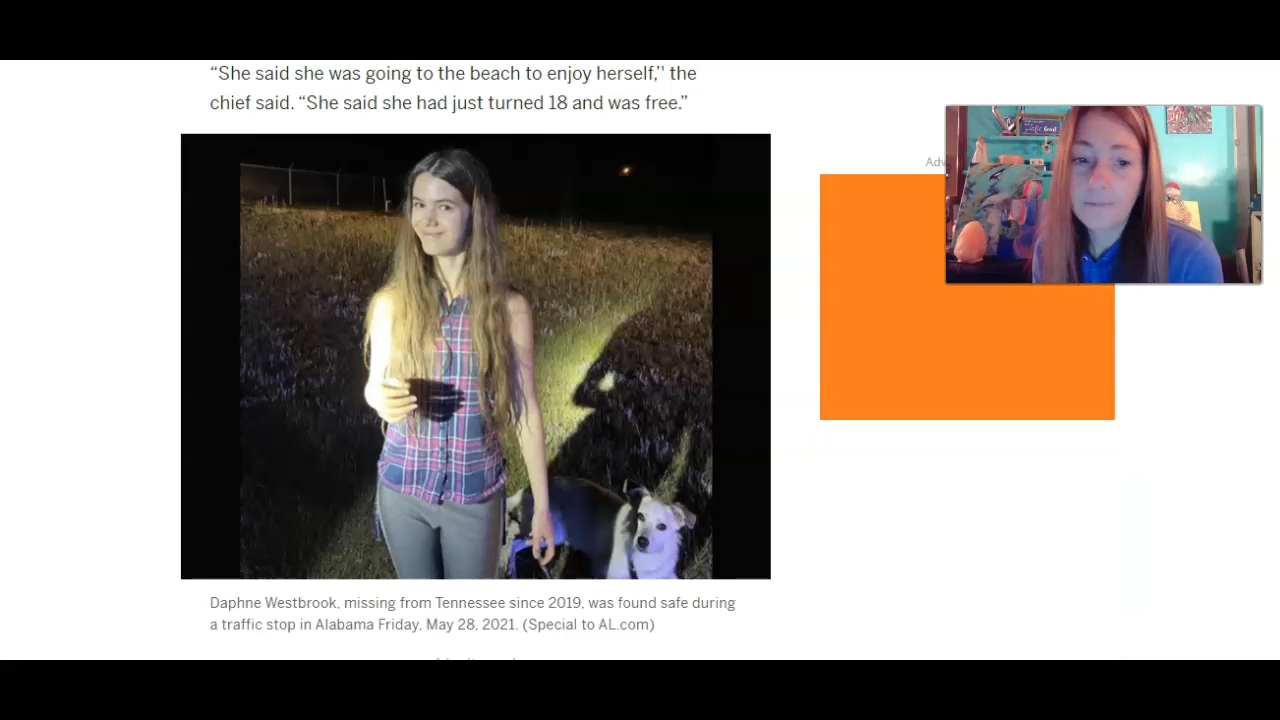 “She said she was going to the beach to enjoy herself,'' the
chief said. “She said she had just turned 18 and was free.”
Daphne Westbrook, missing from Tennessee since 2019, was found safe during
a traffic stop in Alabama Friday, May 28, 2021. (Special to AL.com)